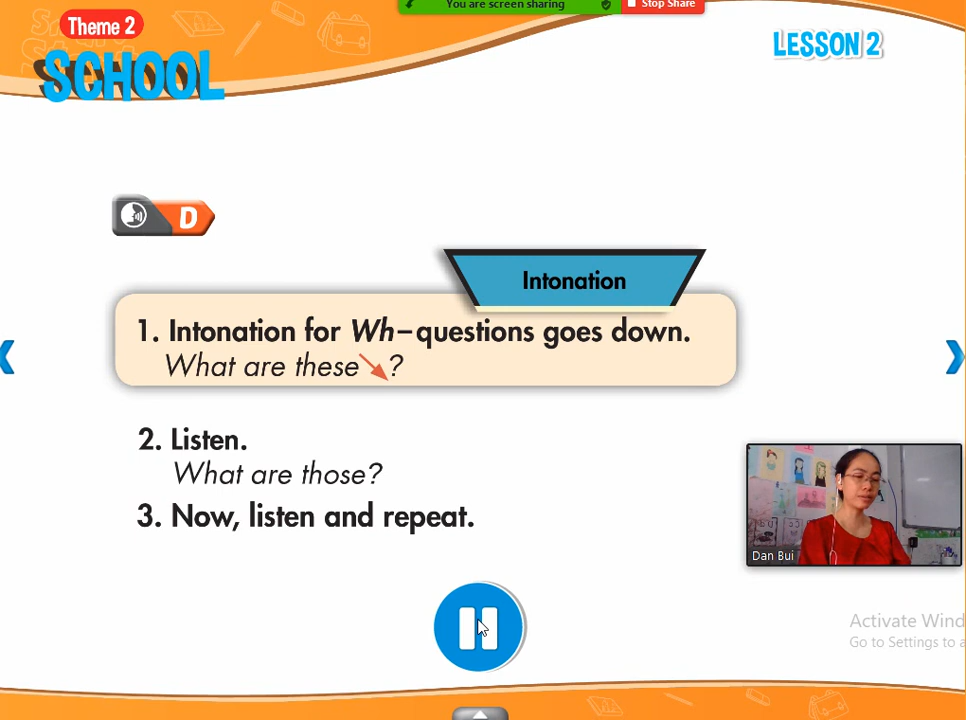 You are screen sharing
Stop Share
Theme 2
SCHOOL
LESSON 2
D
Intonation
1. Intonation for Wh-questions goes down.
What are these ↘ ?
2. Listen.
What are those?
3. Now, listen and repeat.
Dan Bui
Activate Wind
Go to Settings to a